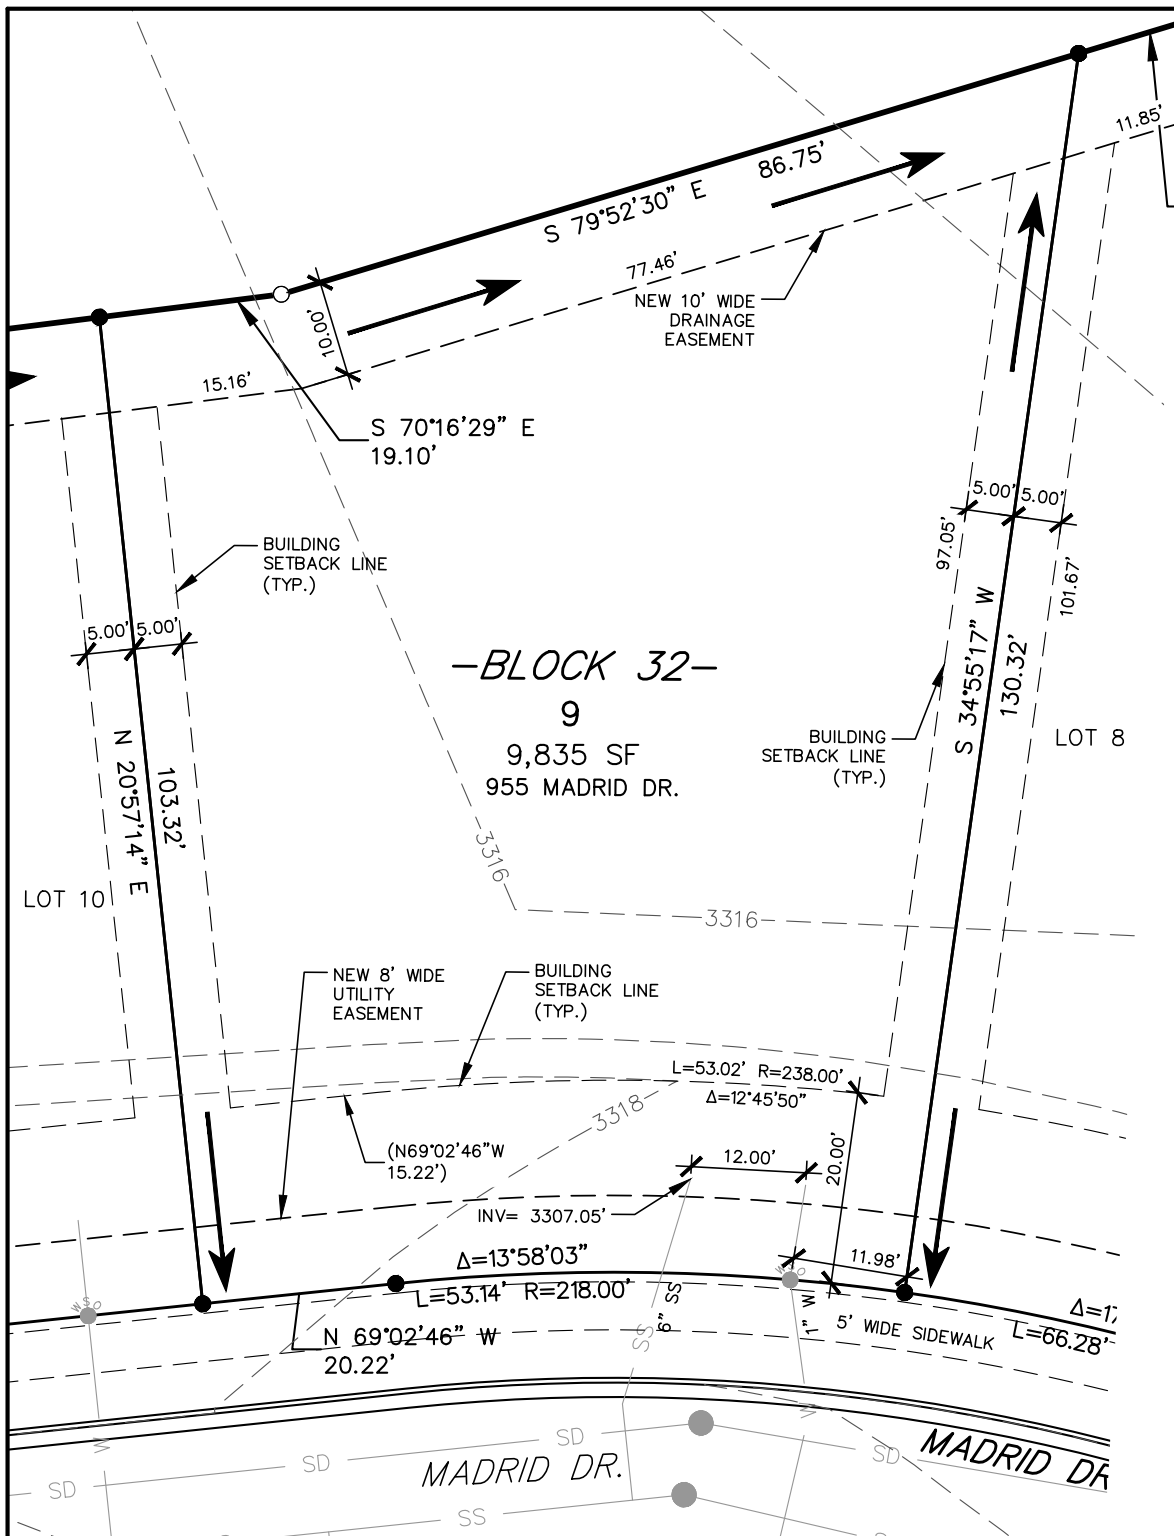 11.85'
86.75'
S 79°52'30" E
77.46'
NEW 10' WIDE
DRAINAGE
EASEMENT
10.00'
15.16'
S 70°16'29" E
19.10'
5.00' 5.00'
97.05'
101.67'
BUILDING
SETBACK LINE
(TYP.)
5.00' 5.00'
S 34°55'17" W
130.32'
-BLOCK 32-
9
9,835 SF
955 MADRID DR.
N 20°57'14" E
103.32'
BUILDING
SETBACK LINE
(TYP.)
LOT 8
3316
LOT 10
3316
NEW 8' WIDE
UTILITY
EASEMENT
BUILDING
SETBACK LINE
(TYP.)
L=53.02' R=238.00'
Δ=12°45'50"
3318
(N69°02'46"W
15.22')
12.00'
20.00'
INV= 3307.05'
Δ=13°58'03"
L=53.14' R=218.00'
11.98'
WSO
WSO
6" SS
SS
1" W
5' WIDE SIDEWALK
Δ=17
L=66.28'
N 69°02'46" W
20.22'
W
W
SD
SD
SD
SD
MADRID DR.
MADRID DR
SS